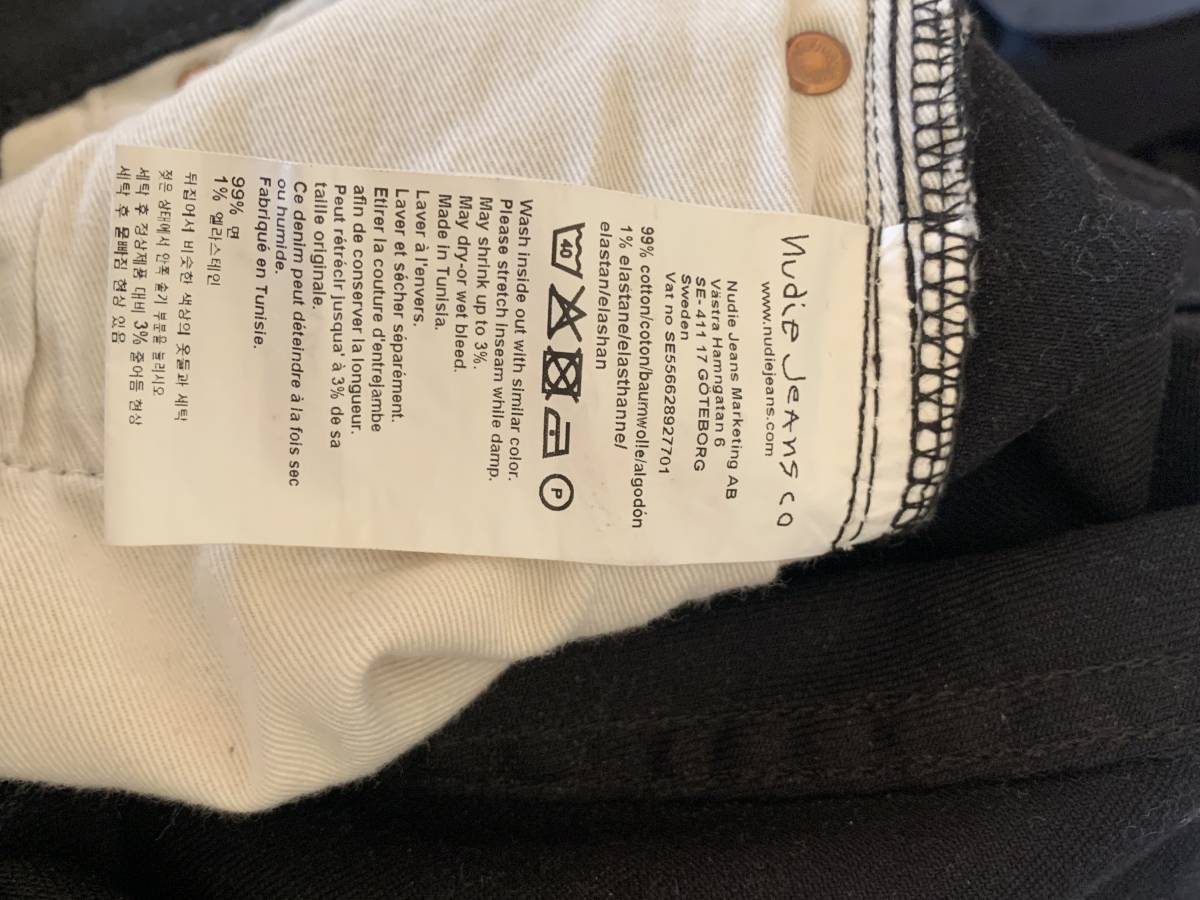 Nudie Jeans co
www.nudiejeans.com
Nudie Jeans Marketing AB
Västra Hamngatan 6
SE- 411 17 GÖTEBORG
Sweden
Vat no SE556628927701
99% cotton/coton/baumwolle/algodón
1% elastane/elasthanne/
elastan/elashan
40
P
Wash inside out with similar color.
Please stretch inseam while damp.
May shrink up to 3%.
May dry-or wet bleed.
Made in Tunisia.
Laver à l'envers.
Laver et sécher séparément.
Etirer la couture d'entrejambe
afin de conserver la longueur.
Peut rétrécir jusqua' à 3% de sa
taille originale.
Ce denim peut déteindre à la fois sec
ou humide.
Fabriqué en Tunisie.
99% 면
1% 엘라스테인
뒤집어서 비슷한 색상의 옷들과 세탁
젖은 상태에서 안쪽 솔기 부분을 늘리시오
세탁 후 정상제품 대비 3% 줄어듬 현상
세탁 후 물빠짐 현상 있음